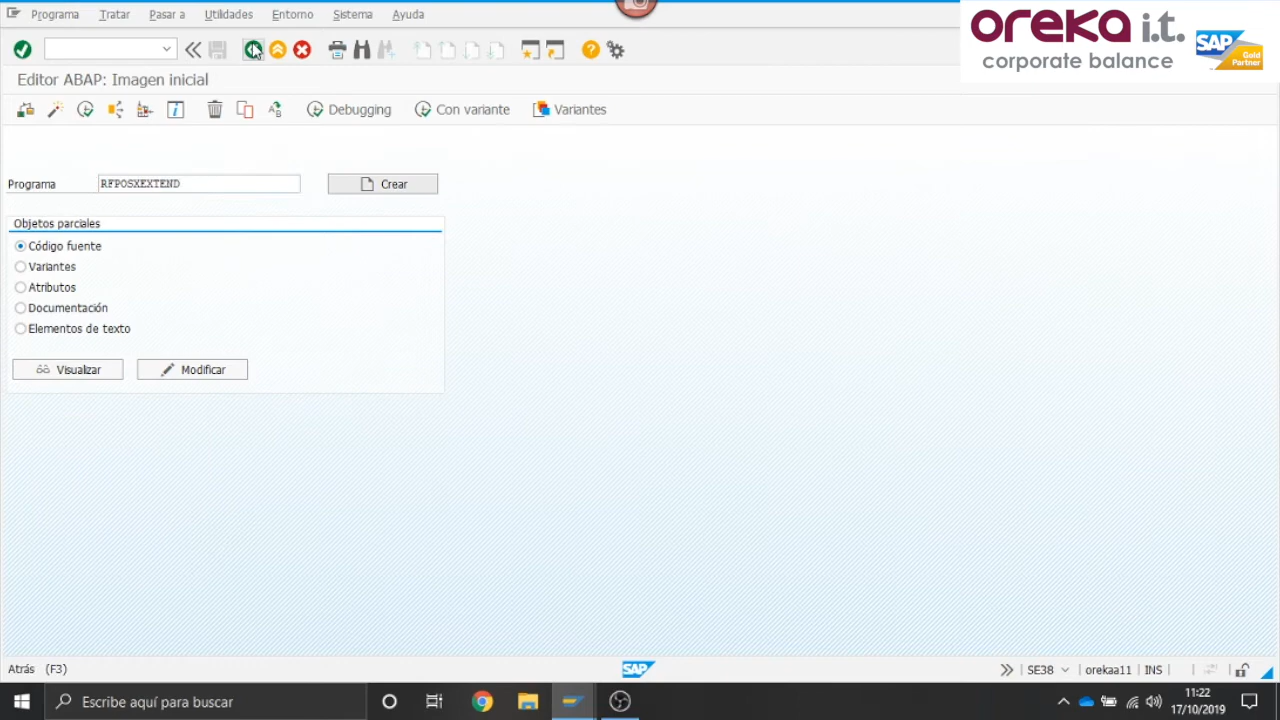 Programa Tratar Pasar a Utilidades Entorno Sistema Ayuda
oreka i.t.
corporate balance
SAP Gold Partner
Editor ABAP: Imagen inicial
Debugging Con variante Variantes
Programa RFPOSXEXTEND Crear
Objetos parciales
Código fuente
Variantes
Atributos
Documentación
Elementos de texto
Visualizar Modificar
Atrás (F3) SAP SE38 orekaa11 INS
Escribe aquí para buscar
11:22
17/10/2019